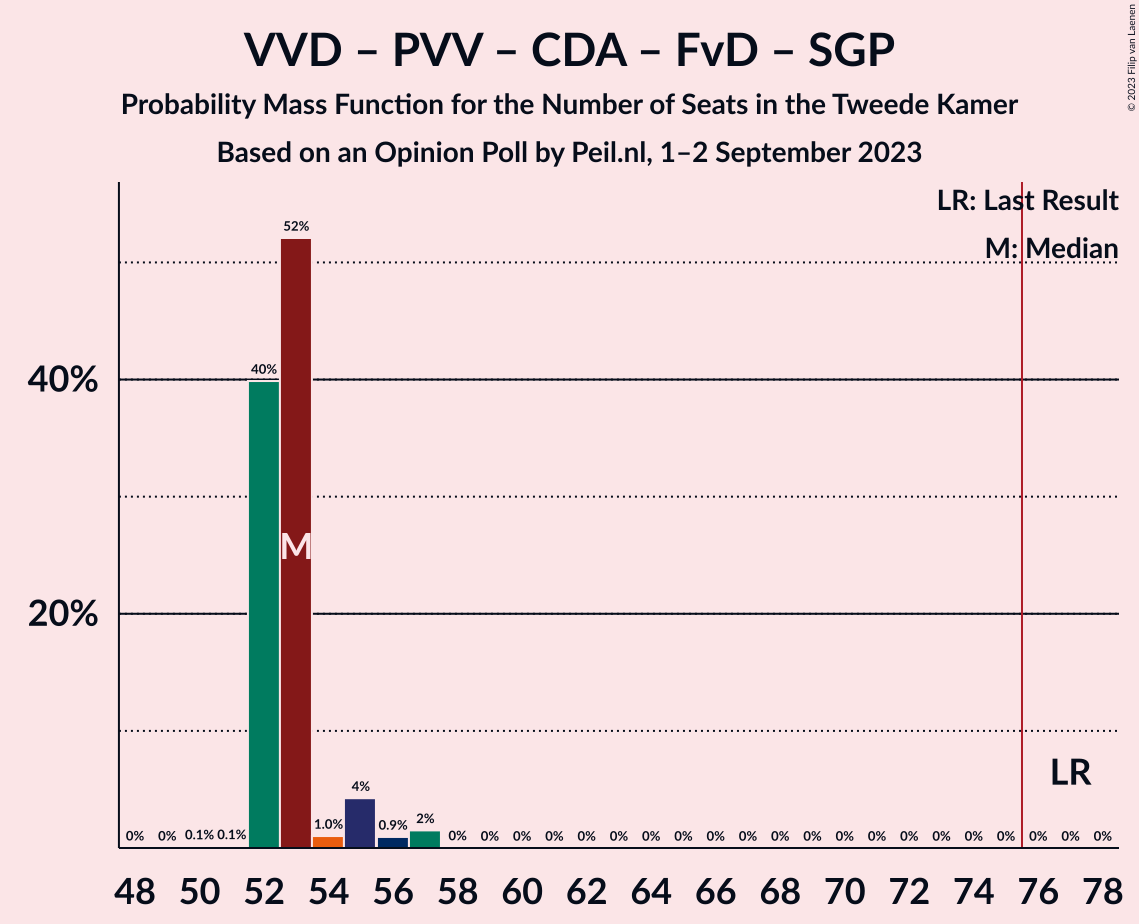 VVD – PVV – CDA – FvD – SGP
Probability Mass Function for the Number of Seats in the Tweede Kamer
Based on an Opinion Poll by Peil.nl, 1–2 September 2023
© 2023 Filip van Laenen
LR: Last Result
M: Median
52%
40%
40%
M
20%
LR
0% 0% 0.1% 0.1% 1.0% 4% 0.9% 2% 0% 0% 0% 0% 0% 0% 0% 0% 0% 0% 0% 0% 0% 0% 0% 0% 0% 0% 0% 0% 0%
48 50 52 54 56 58 60 62 64 66 68 70 72 74 76 78